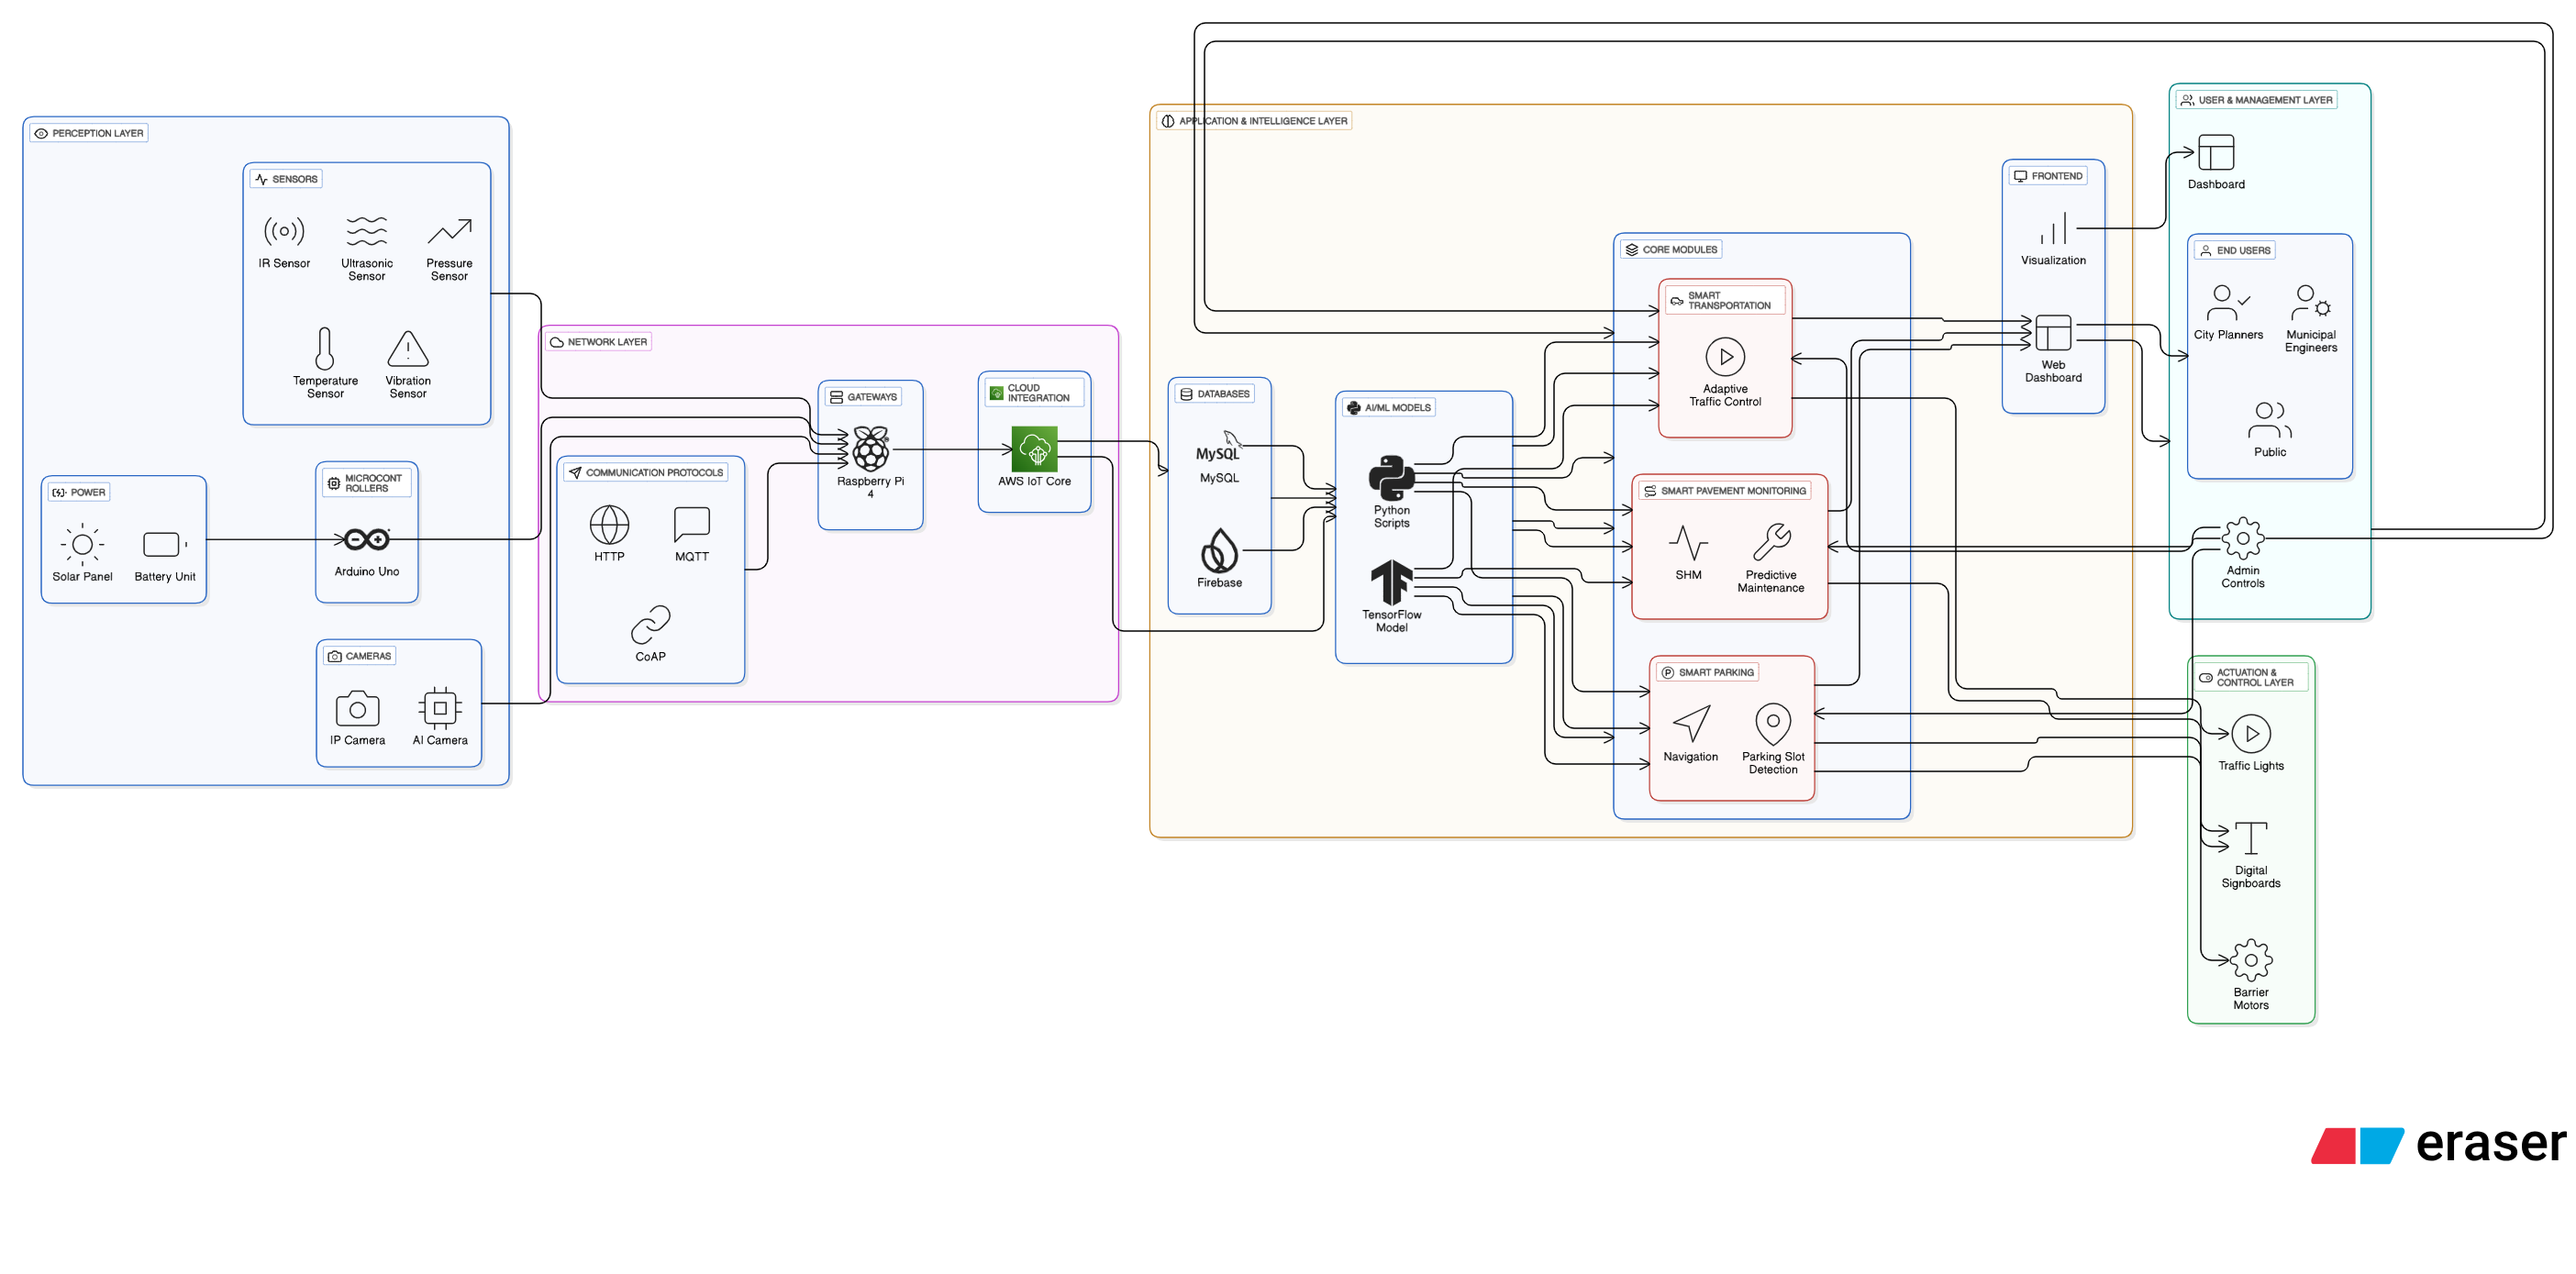 PERCEPTION LAYER
SENSORS
IR Sensor
Ultrasonic
Sensor
Pressure
Sensor
Temperature
Sensor
Vibration
Sensor
POWER
Solar Panel
Battery Unit
MICROCONT
ROLLERS
Arduino Uno
CAMERAS
IP Camera
AI Camera
NETWORK LAYER
COMMUNICATION PROTOCOLS
HTTP
MQTT
CoAP
GATEWAYS
Raspberry Pi
4
CLOUD
INTEGRATION
AWS IoT Core
APPLICATION & INTELLIGENCE LAYER
DATABASES
MySQL
MySQL
Firebase
AI/ML MODELS
Python
Scripts
TensorFlow
Model
CORE MODULES
SMART
TRANSPORTATION
Adaptive
Traffic Control
SMART PAVEMENT MONITORING
SHM
Predictive
Maintenance
SMART PARKING
Navigation
Parking Slot
Detection
FRONTEND
Visualization
Web
Dashboard
USER & MANAGEMENT LAYER
Dashboard
END USERS
City Planners
Municipal
Engineers
Public
Admin
Controls
ACTUATION &
CONTROL LAYER
Traffic Lights
Digital
Signboards
Barrier
Motors
eraser